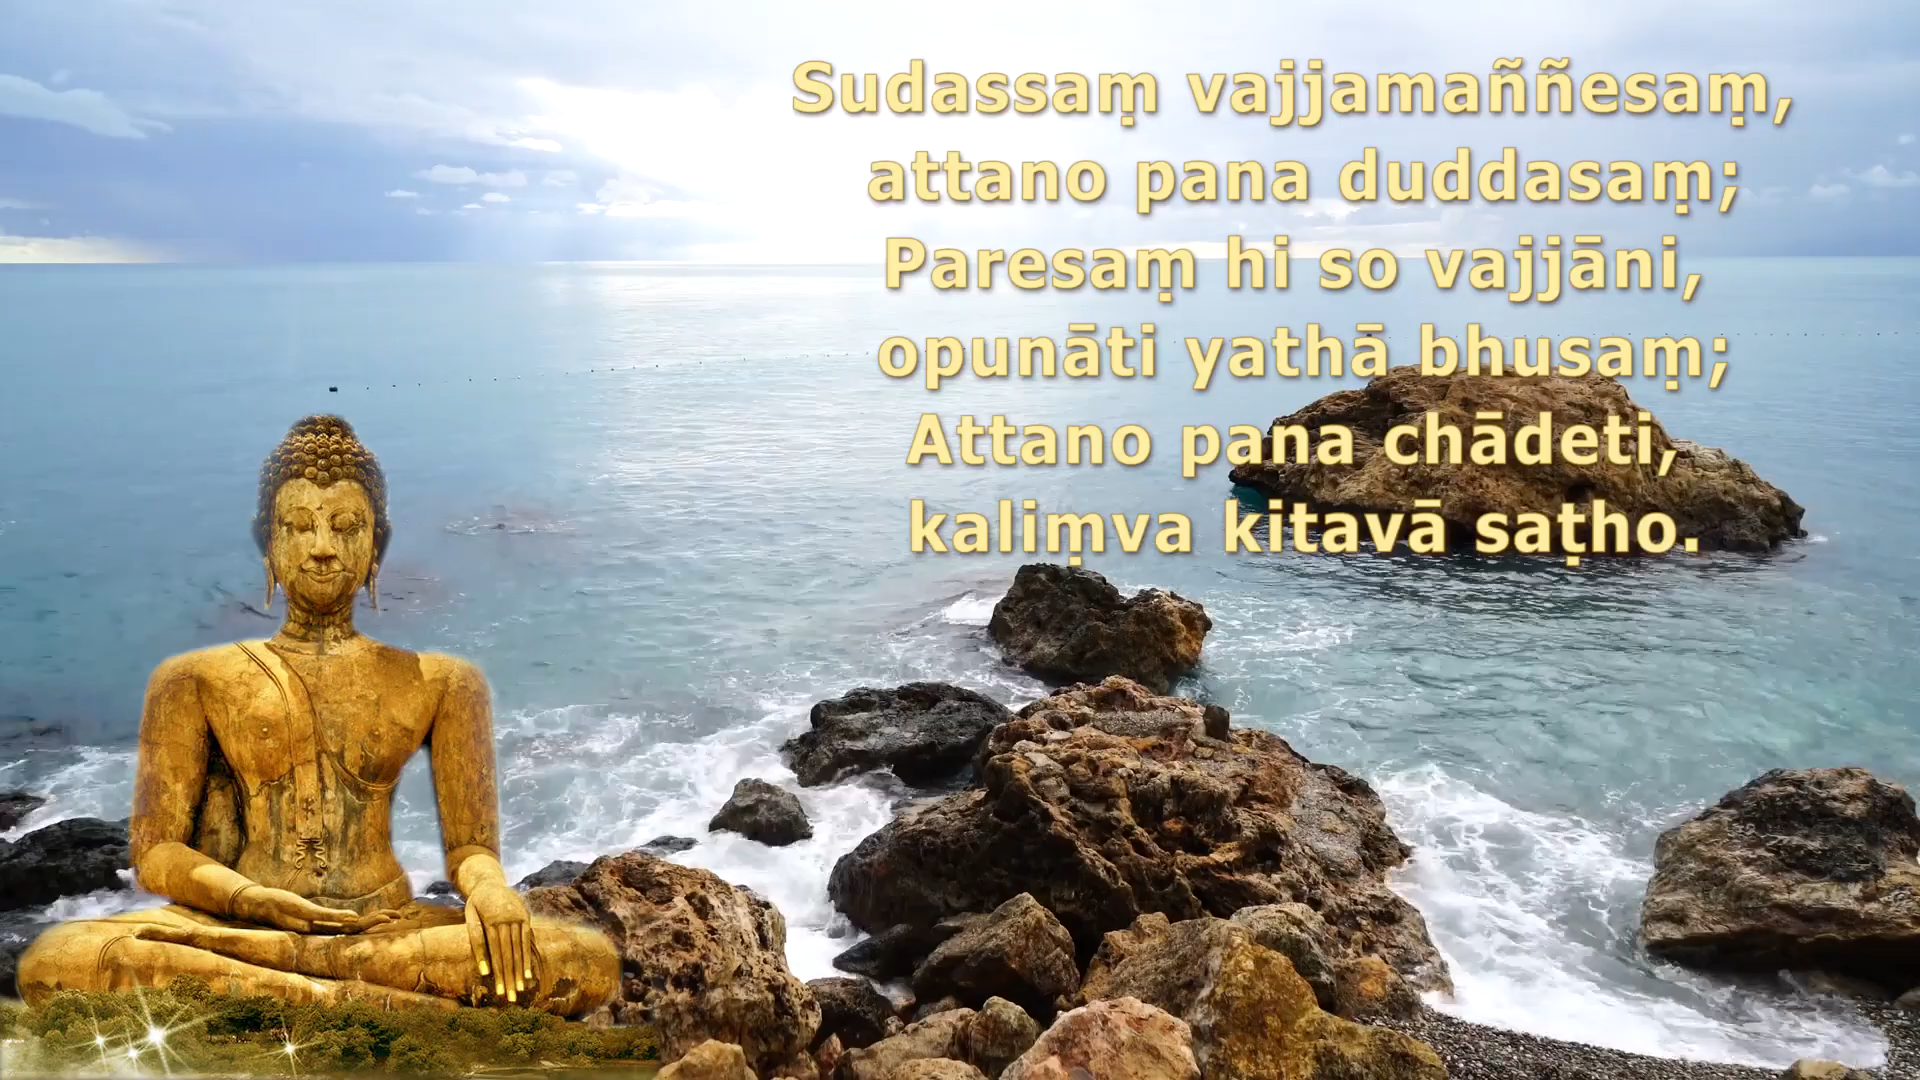 Sudassaṃ vajjamaññesaṃ,
attano pana duddasaṃ;
Paresaṃ hi so vajjāni,
opunāti yathā bhusaṃ;
Attano pana chādeti,
kaliṃva kitavā saṭho.